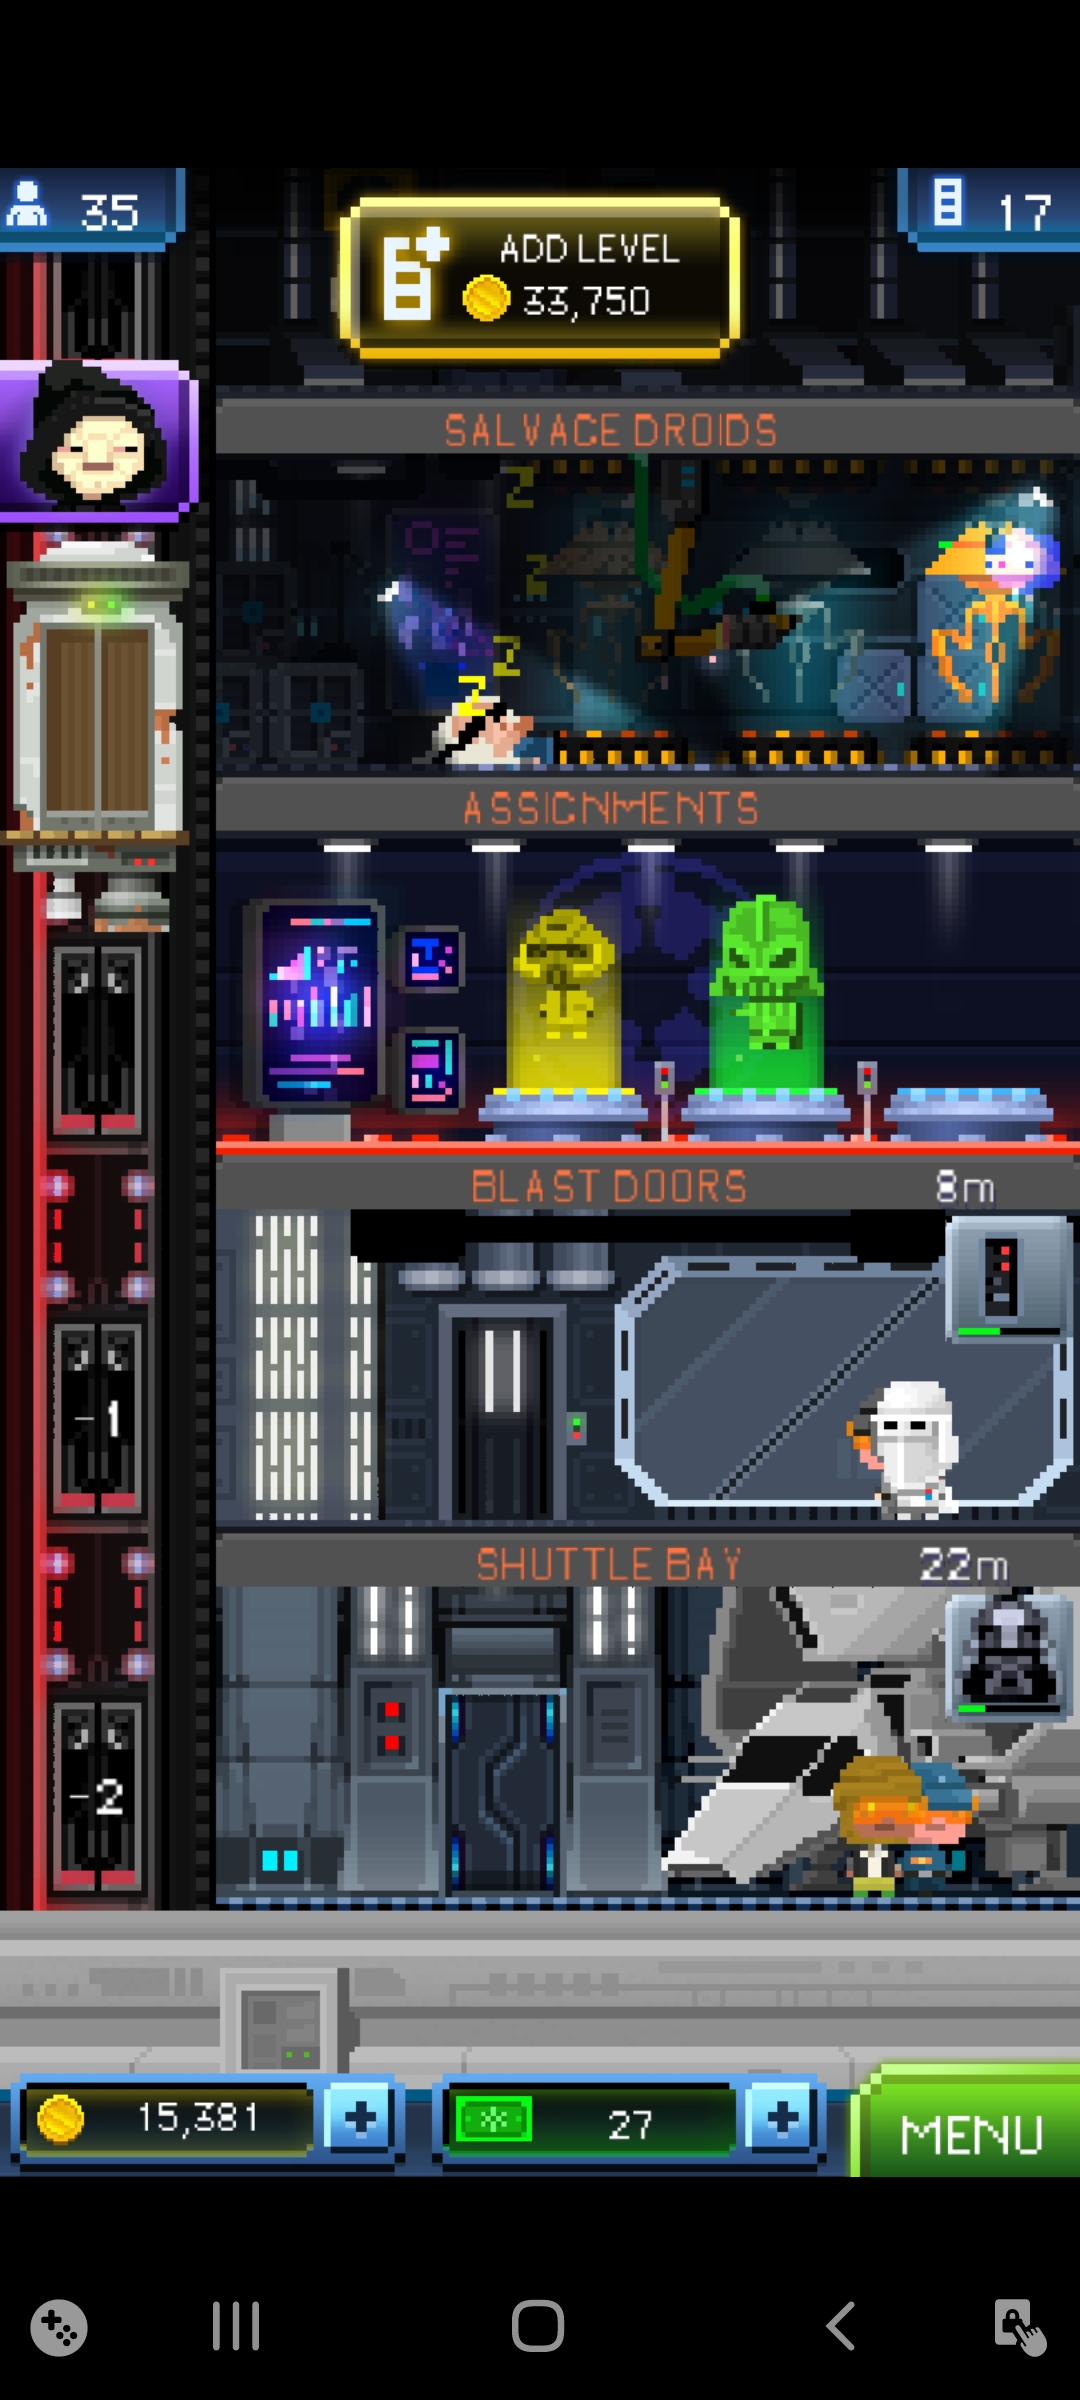 35
ADD LEVEL
33,750
17
SALVAGE DROIDS
Z
Z
Z
Z
ASSIGNMENTS
BLAST DOORS
8m
-1
SHUTTLE BAY
22m
-2
15,381
27
MENU